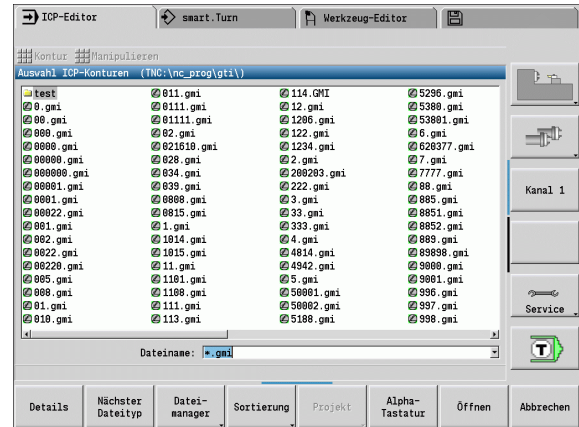 ICP-Editor
smart.Turn
Werkzeug-Editor
Kontur Manipulieren
Auswahl ICP-Konturen (TNC:\nc_prog\gti\)
test 011.gmi 114.GMI 5296.gmi
0.gmi 0111.gmi 12.gmi 5380.gmi
00.gmi 01111.gmi 1206.gmi 53801.gmi
000.gmi 02.gmi 122.gmi 6.gmi
0000.gmi 021610.gmi 1234.gmi 620377.gmi
00000.gmi 028.gmi 2.gmi 7.gmi
000000.gmi 034.gmi 200203.gmi 7777.gmi
00001.gmi 039.gmi 222.gmi 88.gmi
0001.gmi 0808.gmi 3.gmi 885.gmi
00022.gmi 0815.gmi 33.gmi 8851.gmi
001.gmi 1.gmi 333.gmi 8852.gmi
002.gmi 1014.gmi 4.gmi 889.gmi
0022.gmi 1015.gmi 4814.gmi 89898.gmi
00220.gmi 11.gmi 4942.gmi 9000.gmi
005.gmi 1101.gmi 5.gmi 9001.gmi
008.gmi 1108.gmi 50001.gmi 996.gmi
01.gmi 111.gmi 50002.gmi 997.gmi
010.gmi 113.gmi 5108.gmi 998.gmi
Dateiname: *.gmi
Kanal 1
Service
T
Details
Nächster
Dateityp
Datei-
manager
Sortierung
Projekt
Alpha-
Tastatur
Öffnen
Abbrechen